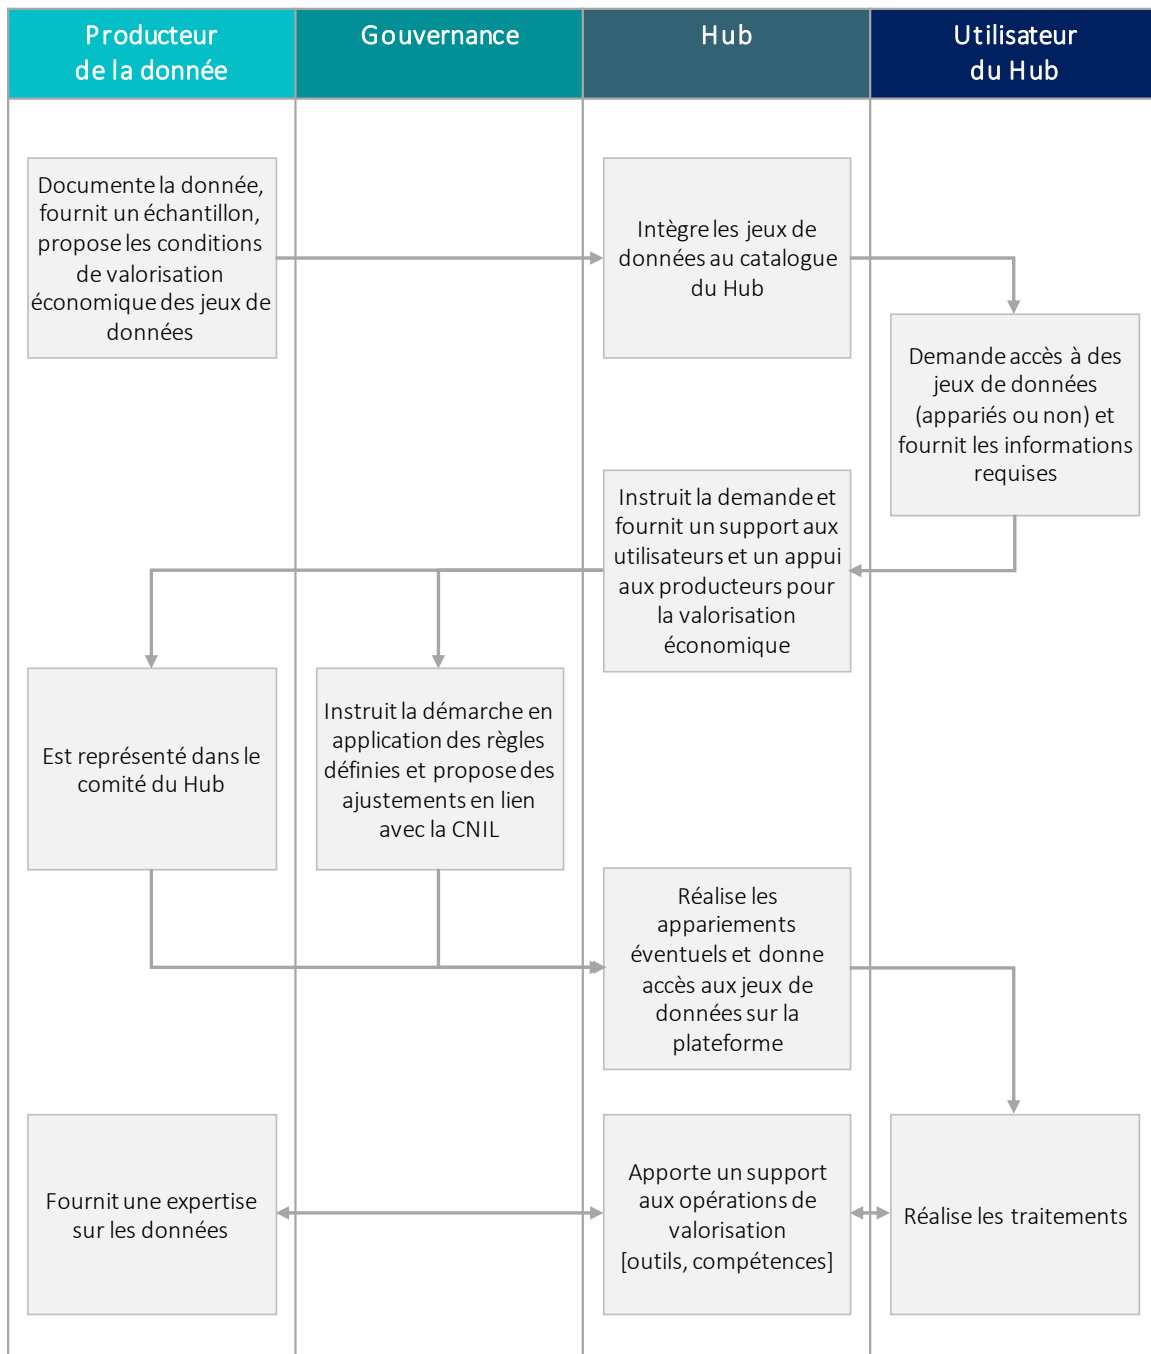 Producteur
de la donnée
Gouvernance
Hub
Utilisateur
du Hub
Documente la donnée,
fournit un échantillon,
propose les conditions
de valorisation
économique des jeux de
données
Intègre les jeux de
données au catalogue
du Hub
Demande accès à des
jeux de données
(appariés ou non) et
fournit les informations
requises
Instruit la demande et
fournit un support aux
utilisateurs et un appui
aux producteurs pour
la valorisation
économique
Est représenté dans le
comité du Hub
Instruit la démarche en
application des règles
définies et propose des
ajustements en lien
avec la CNIL
Réalise les
appariements
éventuels et donne
accès aux jeux de
données sur la
plateforme
Fournit une expertise
sur les données
Apporte un support
aux opérations de
valorisation
[outils, compétences]
Réalise les traitements